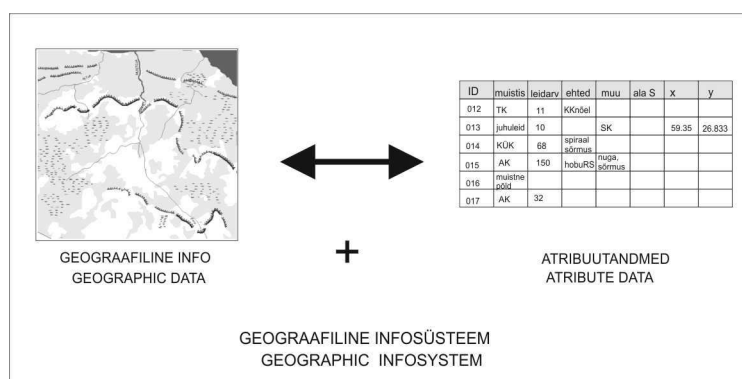 ID muistis leidarv ehted muu ala S x y
012 TK 11 KKnõel
013 juhuleid 10 SK 59.35 26.833
014 KÜK 68 spiraal sõrmus
015 AK 150 hobuRS nuga, sõrmus
016 muistne põld
017 AK 32
GEOGRAAFILINE INFO
GEOGRAPHIC DATA
+
ATRIBUUTANDMED
ATRIBUTE DATA
GEOGRAAFILINE INFOSÜSTEEM
GEOGRAPHIC INFOSYSTEM